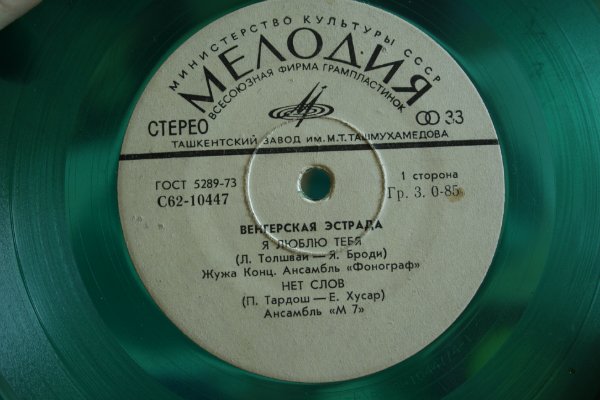 МИНИСТЕРСТВО КУЛЬТУРЫ СССР
МЕЛОДИЯ
ВСЕСОЮЗНАЯ ФИРМА ГРАМПЛАСТИНОК
СТЕРЕО
33
ТАШКЕНТСКИЙ ЗАВОД ИМ. М.Т.ТАШМУХАМЕДОВА
ГОСТ 5289-73
1 сторона
С62-10447
Гр. 3. 0-85
ВЕНГЕРСКАЯ ЭСТРАДА
Я ЛЮБЛЮ ТЕБЯ
(Л. Толшваи — Я. Броди)
Жужа Конц. Ансамбль «Фонограф»
НЕТ СЛОВ
(П. Тардош — Е. Хусар)
Ансамбль «М 7»